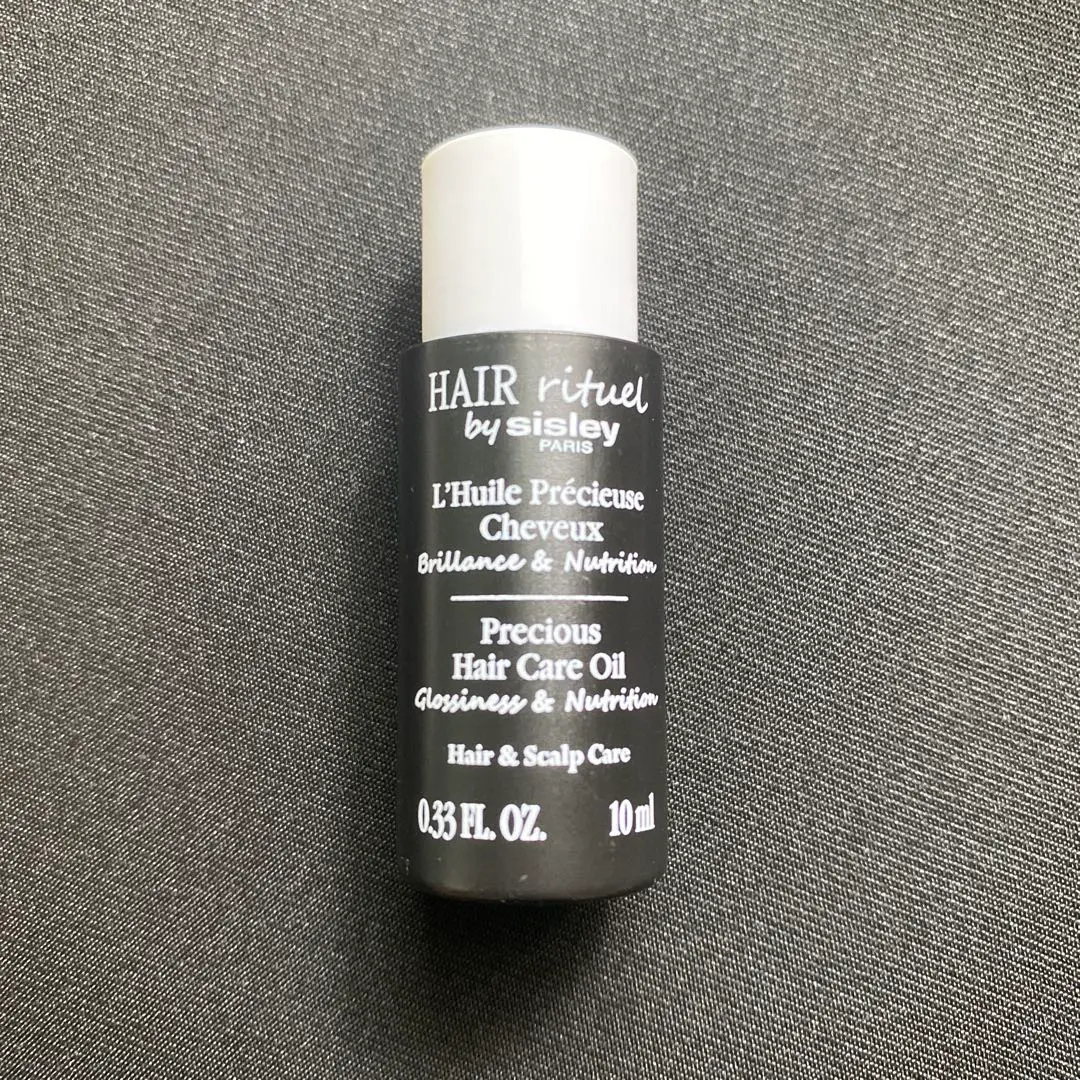 HAIR rituel
by sisley
PARIS
L'Huile Précieuse
Cheveux
Brillance & Nutrition
Precious
Hair Care Oil
Glossiness & Nutrition
Hair & Scalp Care
0.33 FL. OZ. 10 ml